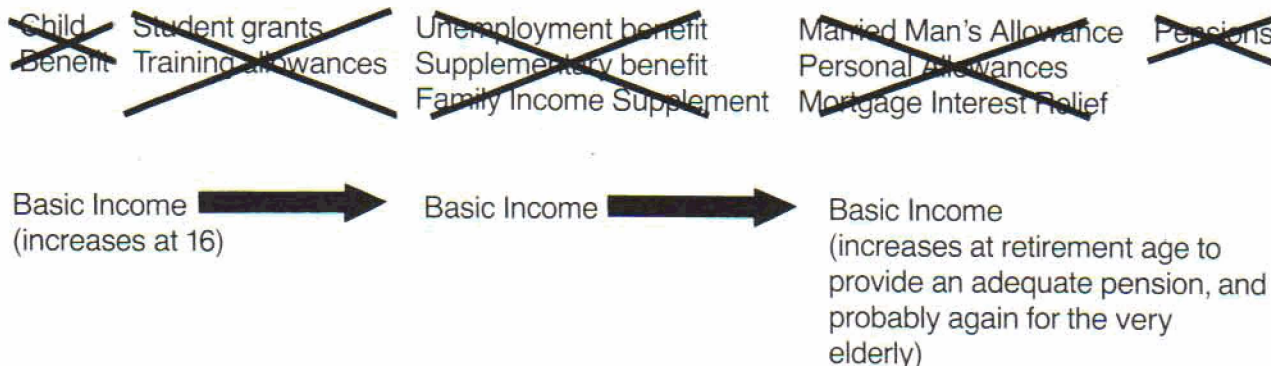 Child
Benefit
Student grants
Training allowances
Unemployment benefit
Supplementary benefit
Family Income Supplement
Married Man's Allowance
Personal Allowances
Mortgage Interest Relief
Pensions
Basic Income
(increases at 16)
Basic Income
Basic Income
(increases at retirement age to
provide an adequate pension, and
probably again for the very
elderly)